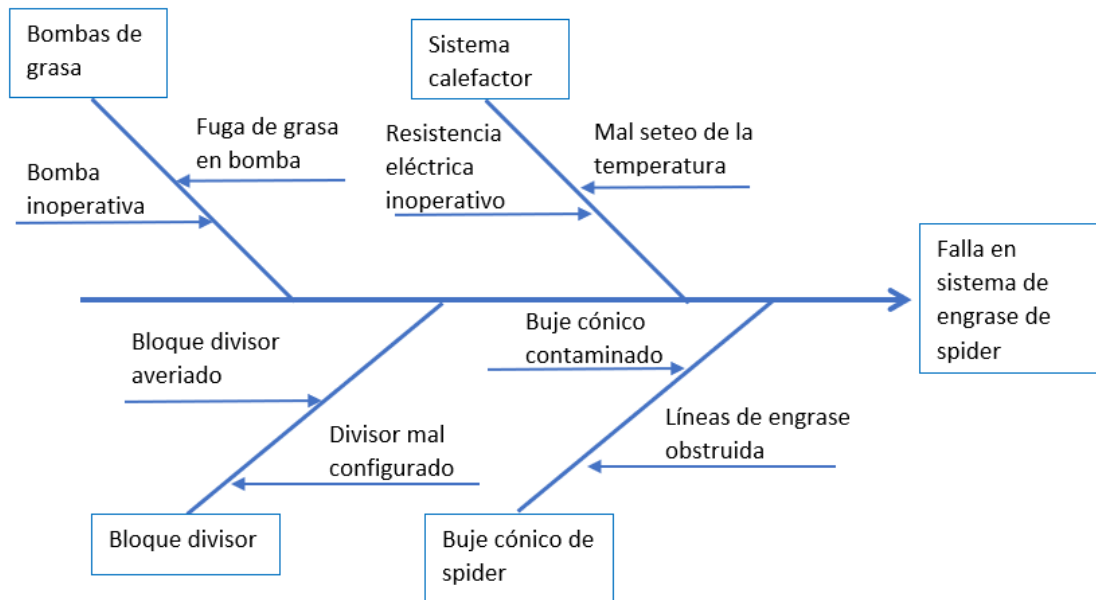 Bombas de
grasa
Sistema
calefactor
Fuga de grasa
en bomba
Bomba
inoperativa
Resistencia
eléctrica
inoperativo
Mal seteo de la
temperatura
Falla en
sistema de
engrase de
spider
Bloque divisor
averiado
Buje cónico
contaminado
Divisor mal
configurado
Líneas de engrase
obstruida
Bloque divisor
Buje cónico de
spider